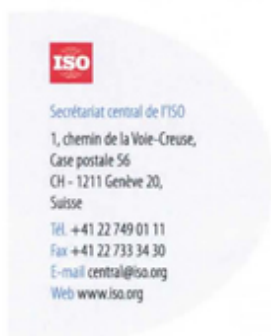 ISO
Secrétariat central de l'ISO
1, chemin de la Voie-Creuse,
Case postale 56
CH - 1211 Genève 20,
Suisse
Tél. +41 22 749 01 11
Fax +41 22 733 34 30
E-mail central@iso.org
Web www.iso.org